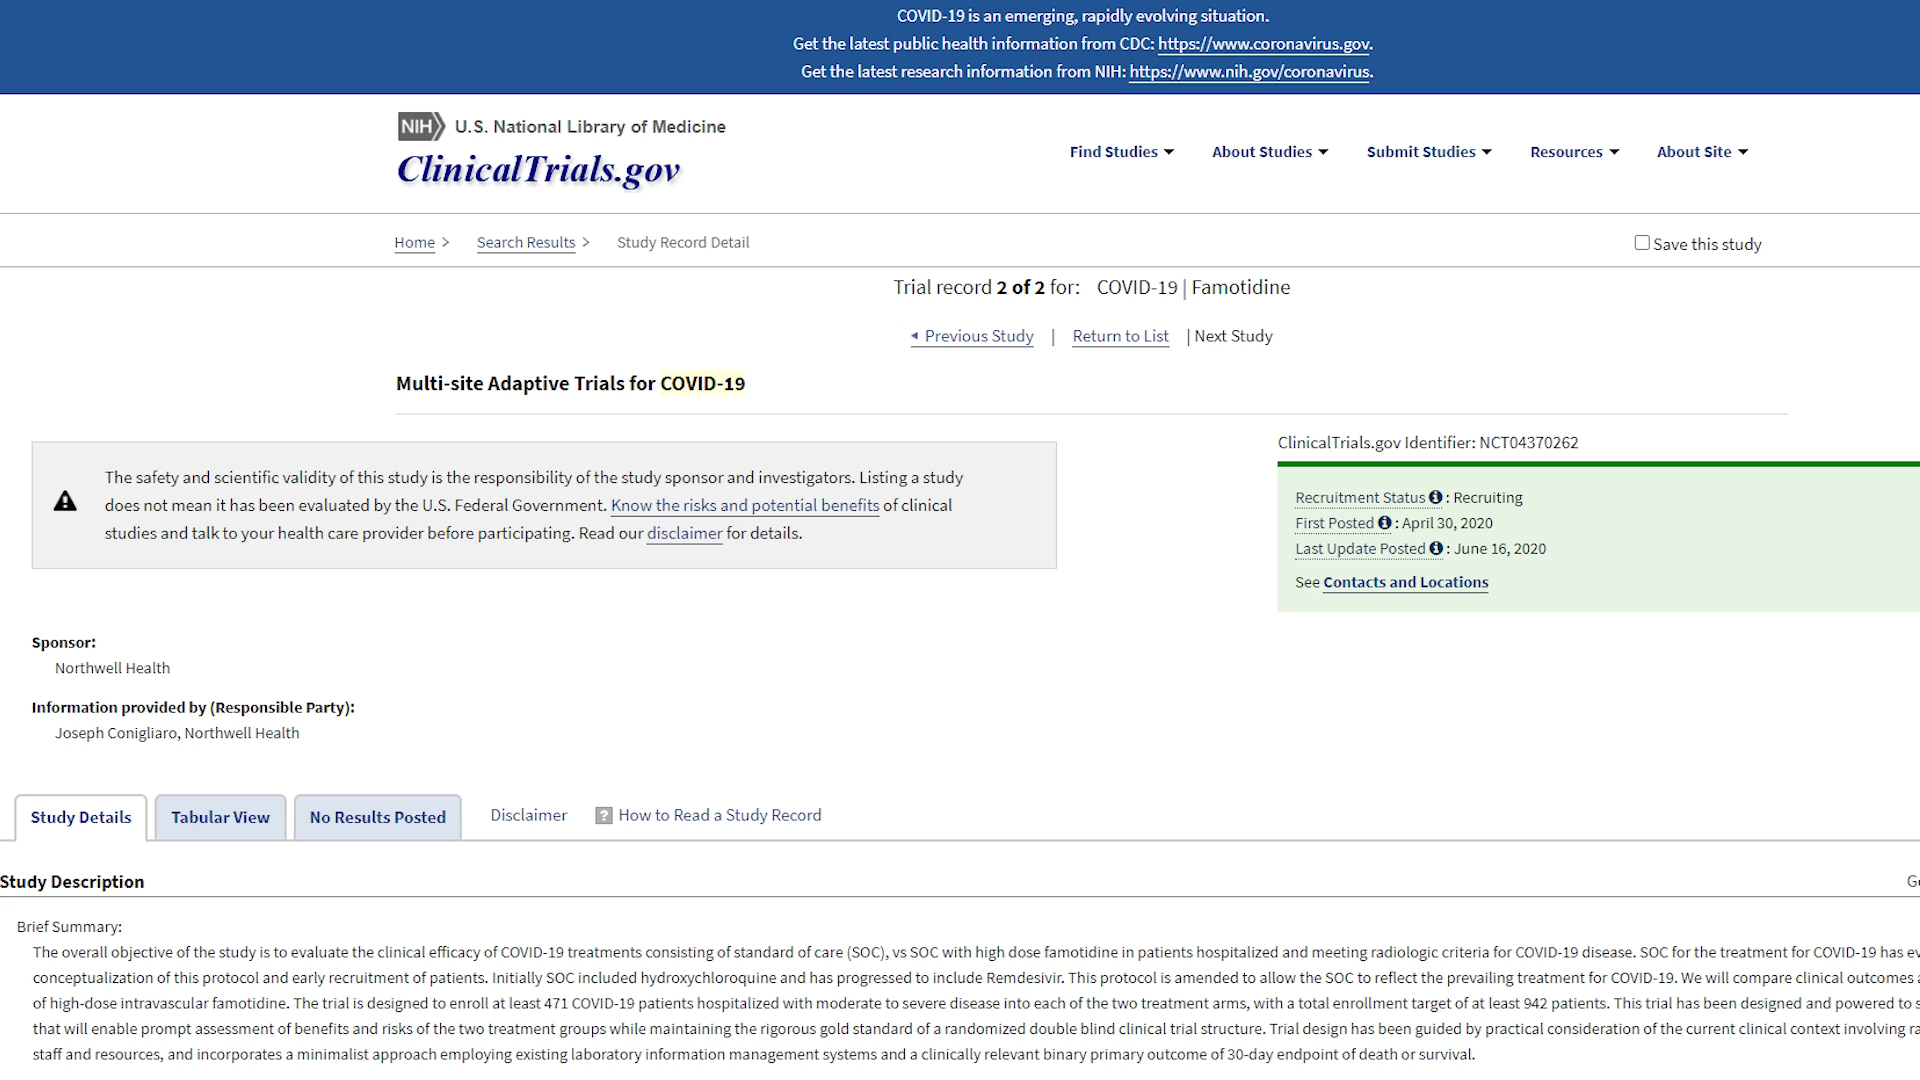 COVID-19 is an emerging, rapidly evolving situation.
Get the latest public health information from CDC: https://www.coronavirus.gov.
Get the latest research information from NIH: https://www.nih.gov/coronavirus.
NIH U.S. National Library of Medicine
ClinicalTrials.gov
Find Studies About Studies Submit Studies Resources About Site
Home > Search Results > Study Record Detail
Save this study
Trial record 2 of 2 for: COVID-19 | Famotidine
Previous Study | Return to List | Next Study
Multi-site Adaptive Trials for COVID-19
The safety and scientific validity of this study is the responsibility of the study sponsor and investigators. Listing a study
does not mean it has been evaluated by the U.S. Federal Government. Know the risks and potential benefits of clinical
studies and talk to your health care provider before participating. Read our disclaimer for details.
ClinicalTrials.gov Identifier: NCT04370262
Recruitment Status : Recruiting
First Posted : April 30, 2020
Last Update Posted : June 16, 2020
See Contacts and Locations
Sponsor:
Northwell Health
Information provided by (Responsible Party):
Joseph Conigliaro, Northwell Health
Study Details Tabular View No Results Posted Disclaimer ? How to Read a Study Record
Study Description
Brief Summary:
The overall objective of the study is to evaluate the clinical efficacy of COVID-19 treatments consisting of standard of care (SOC), vs SOC with high dose famotidine in patients hospitalized and meeting radiologic criteria for COVID-19 disease. SOC for the treatment for COVID-19 has
conceptualization of this protocol and early recruitment of patients. Initially SOC included hydroxychloroquine and has progressed to include Remdesivir. This protocol is amended to allow the SOC to reflect the prevailing treatment for COVID-19. We will compare clinical outcomes
of high-dose intravascular famotidine. The trial is designed to enroll at least 471 COVID-19 patients hospitalized with moderate to severe disease into each of the two treatment arms, with a total enrollment target of at least 942 patients. This trial has been designed and powered to
that will enable prompt assessment of benefits and risks of the two treatment groups while maintaining the rigorous gold standard of a randomized double blind clinical trial structure. Trial design has been guided by practical consideration of the current clinical context involving
staff and resources, and incorporates a minimalist approach employing existing laboratory information management systems and a clinically relevant binary primary outcome of 30-day endpoint of death or survival.